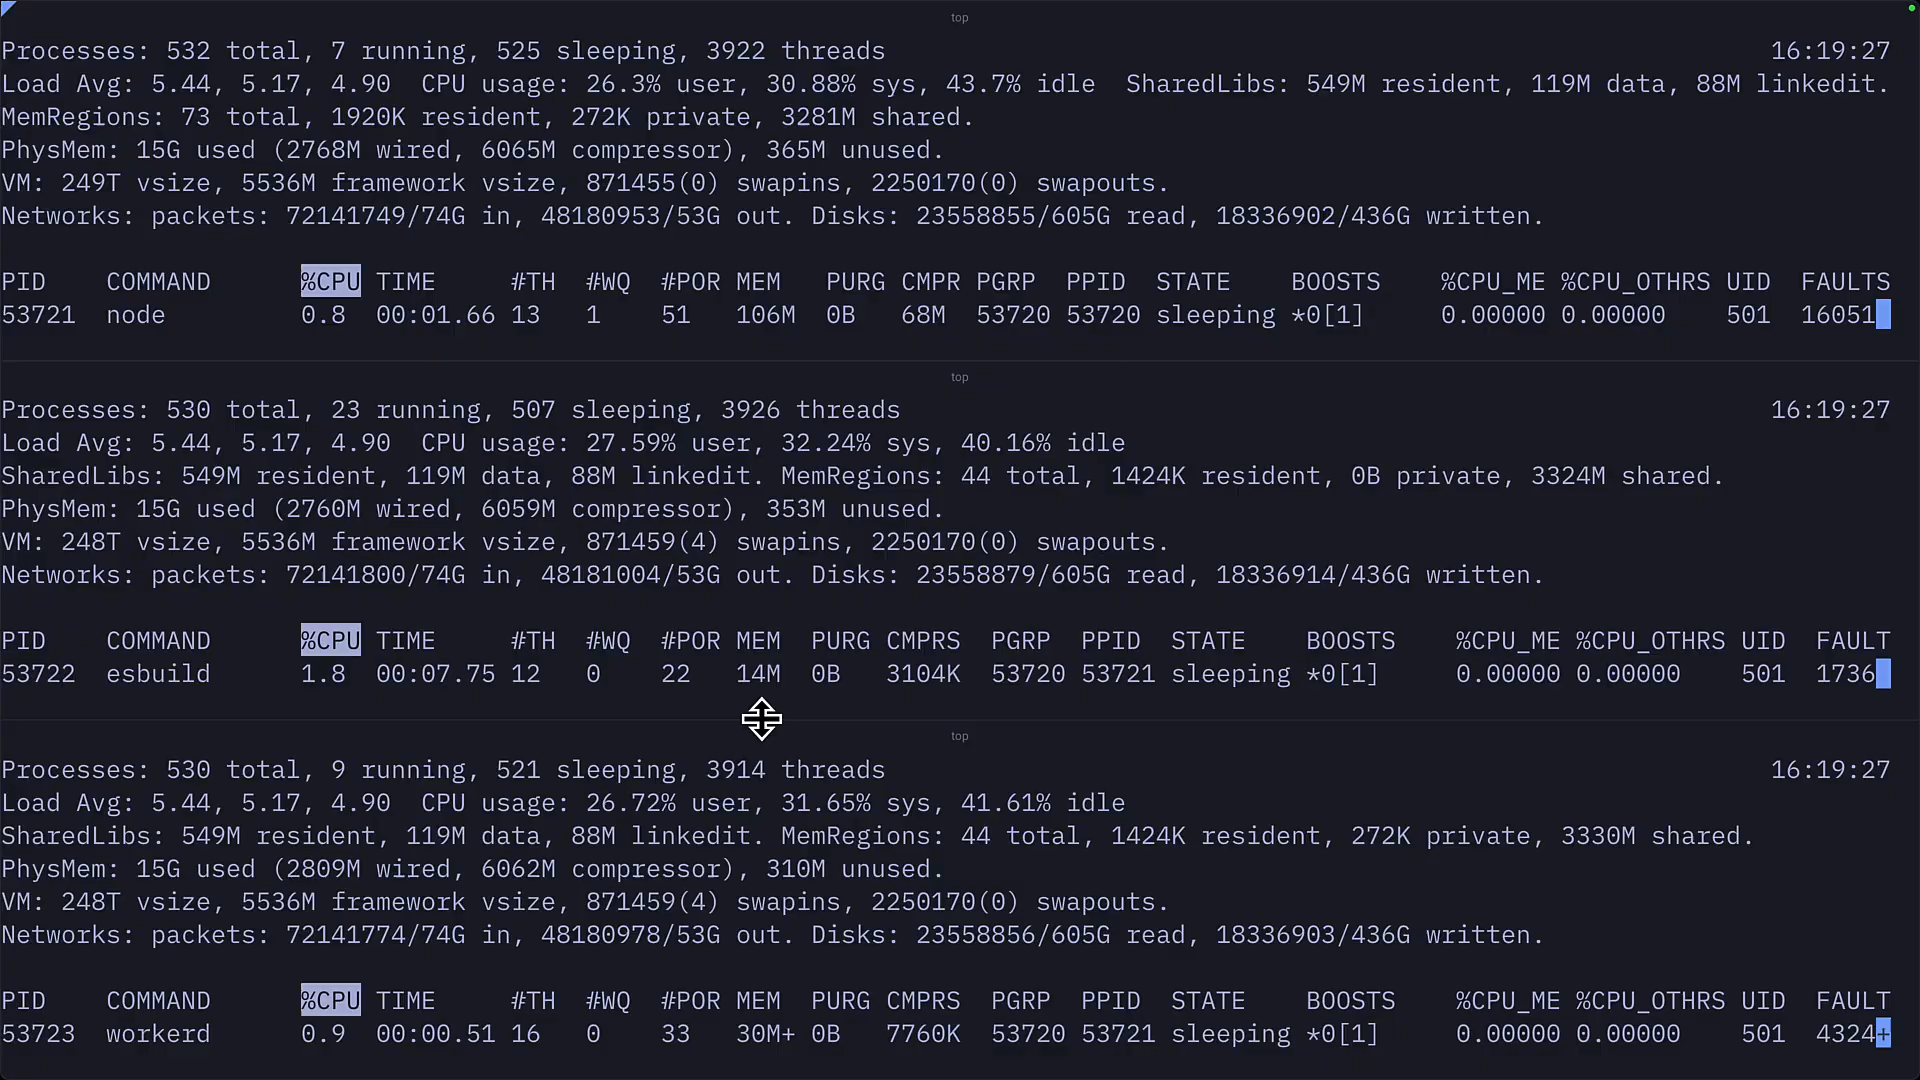 top
Processes: 532 total, 7 running, 525 sleeping, 3922 threads 16:19:27
Load Avg: 5.44, 5.17, 4.90 CPU usage: 26.3% user, 30.88% sys, 43.7% idle SharedLibs: 549M resident, 119M data, 88M linkedit.
MemRegions: 73 total, 1920K resident, 272K private, 3281M shared.
PhysMem: 15G used (2768M wired, 6065M compressor), 365M unused.
VM: 249T vsize, 5536M framework vsize, 871455(0) swapins, 2250170(0) swapouts.
Networks: packets: 72141749/74G in, 48180953/53G out. Disks: 23558855/605G read, 18336902/436G written.
PID COMMAND %CPU TIME #TH #WQ #POR MEM PURG CMPR PGRP PPID STATE BOOSTS %CPU_ME %CPU_OTHRS UID FAULTS
53721 node 0.8 00:01.66 13 1 51 106M 0B 68M 53720 53720 sleeping *0[1] 0.00000 0.00000 501 16051
top
Processes: 530 total, 23 running, 507 sleeping, 3926 threads 16:19:27
Load Avg: 5.44, 5.17, 4.90 CPU usage: 27.59% user, 32.24% sys, 40.16% idle
SharedLibs: 549M resident, 119M data, 88M linkedit. MemRegions: 44 total, 1424K resident, 0B private, 3324M shared.
PhysMem: 15G used (2760M wired, 6059M compressor), 353M unused.
VM: 248T vsize, 5536M framework vsize, 871459(4) swapins, 2250170(0) swapouts.
Networks: packets: 72141800/74G in, 48181004/53G out. Disks: 23558879/605G read, 18336914/436G written.
PID COMMAND %CPU TIME #TH #WQ #POR MEM PURG CMPRS PGRP PPID STATE BOOSTS %CPU_ME %CPU_OTHRS UID FAULT
53722 esbuild 1.8 00:07.75 12 0 22 14M 0B 3104K 53720 53721 sleeping *0[1] 0.00000 0.00000 501 1736
top
Processes: 530 total, 9 running, 521 sleeping, 3914 threads 16:19:27
Load Avg: 5.44, 5.17, 4.90 CPU usage: 26.72% user, 31.65% sys, 41.61% idle
SharedLibs: 549M resident, 119M data, 88M linkedit. MemRegions: 44 total, 1424K resident, 272K private, 3330M shared.
PhysMem: 15G used (2809M wired, 6062M compressor), 310M unused.
VM: 248T vsize, 5536M framework vsize, 871459(4) swapins, 2250170(0) swapouts.
Networks: packets: 72141774/74G in, 48180978/53G out. Disks: 23558856/605G read, 18336903/436G written.
PID COMMAND %CPU TIME #TH #WQ #POR MEM PURG CMPRS PGRP PPID STATE BOOSTS %CPU_ME %CPU_OTHRS UID FAULT
53723 workerd 0.9 00:00.51 16 0 33 30M+ 0B 7760K 53720 53721 sleeping *0[1] 0.00000 0.00000 501 4324+